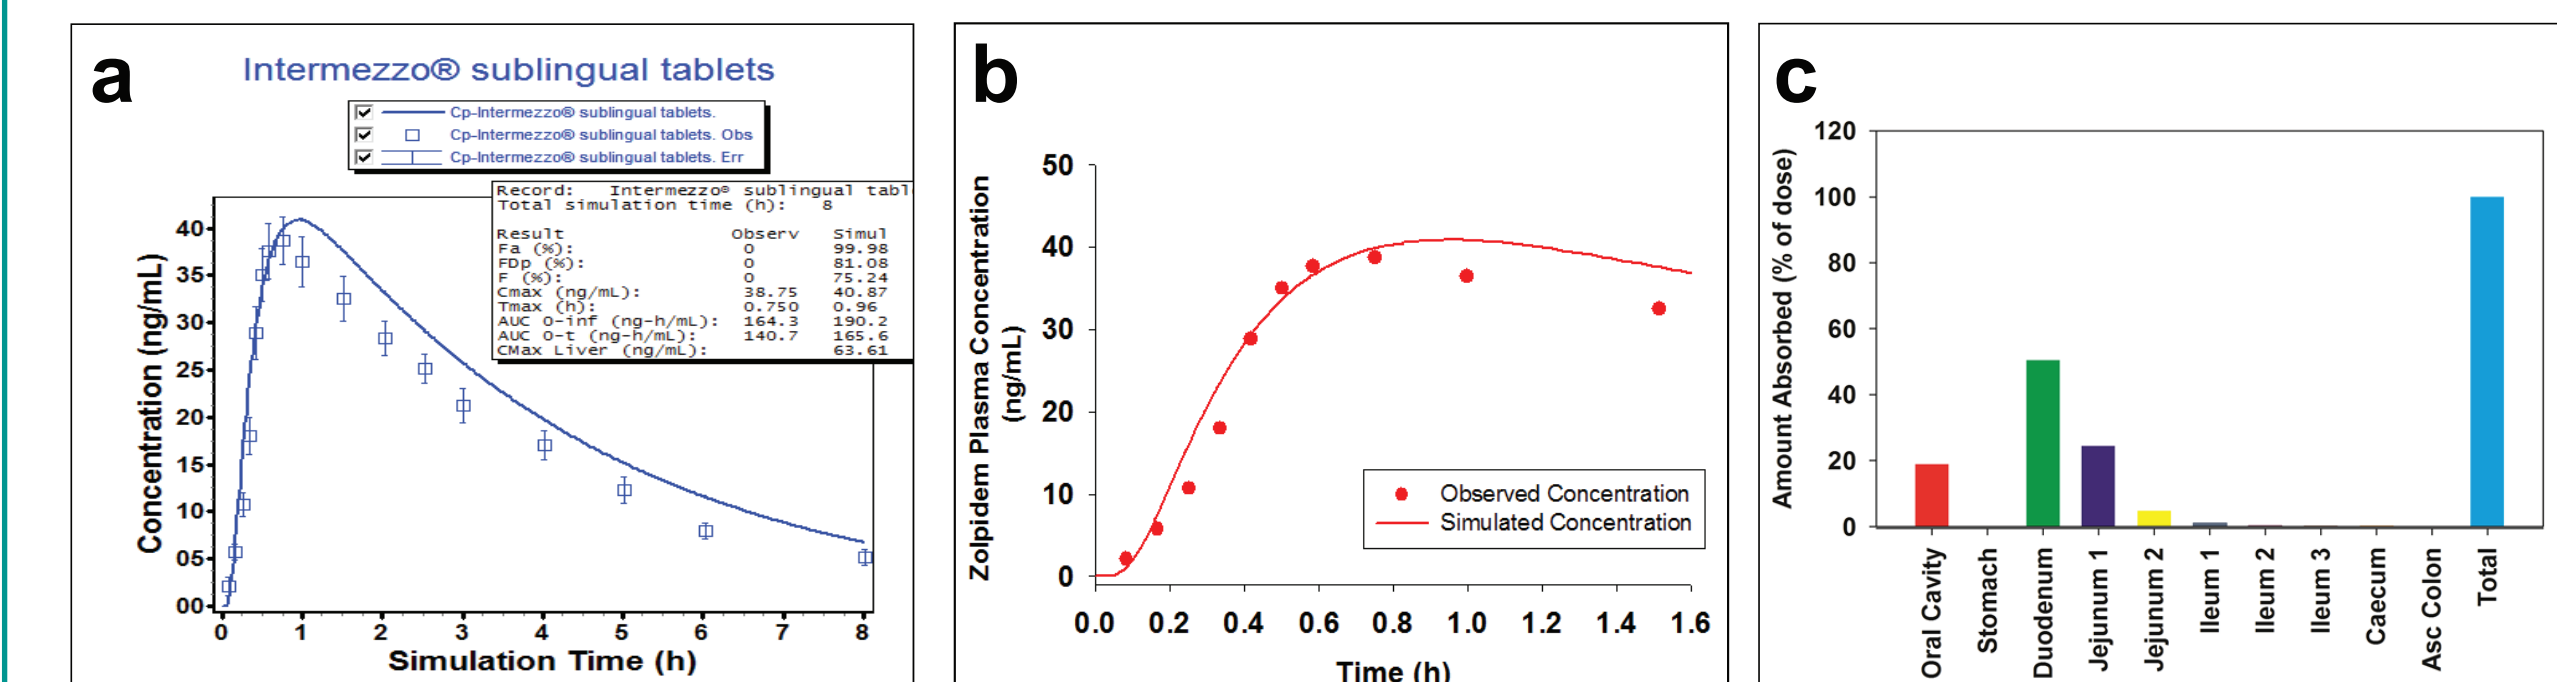 a
Intermezzo® sublingual tablets
Cp-Intermezzo® sublingual tablets.
Cp-Intermezzo® sublingual tablets. Obs
Cp-Intermezzo® sublingual tablets. Err
Record: Intermezzo® sublingual tabl
Total simulation time (h): 8
Result Observ Simul
Fa (%): 0 99.98
FDp (%): 0 81.08
F (%): 0 75.24
Cmax (ng/mL): 38.75 40.87
Tmax (h): 0.750 0.96
AUC 0-inf (ng-h/mL): 164.3 190.2
AUC 0-t (ng-h/mL): 140.7 165.6
CMax Liver (ng/mL): 63.61
Concentration (ng/mL)
40
35
30
25
20
15
10
05
00
0 1 2 3 4 5 6 7 8
Simulation Time (h)
b
Zolpidem Plasma Concentration
(ng/mL)
50
40
30
20
10
0
Observed Concentration
Simulated Concentration
0.0 0.2 0.4 0.6 0.8 1.0 1.2 1.4 1.6
Time (h)
c
Amount Absorbed (% of dose)
120
100
80
60
40
20
0
Oral Cavity
Stomach
Duodenum
Jejunum 1
Jejunum 2
Ileum 1
Ileum 2
Ileum 3
Caecum
Asc Colon
Total